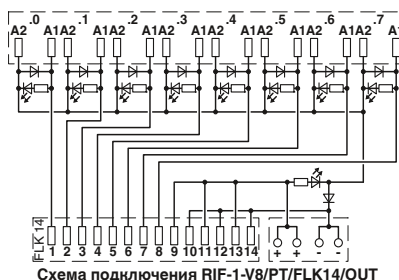 .0 .1 .2 .3 .4 .5 .6 .7
A2 A1A2 A1A2 A1A2 A1A2 A1A2 A1A2 A1A2 A1
FLK 14
1 2 3 4 5 6 7 8 9 10 11 12 13 14
+ + - -
Схема подключения RIF-1-V8/PT/FLK14/OUT